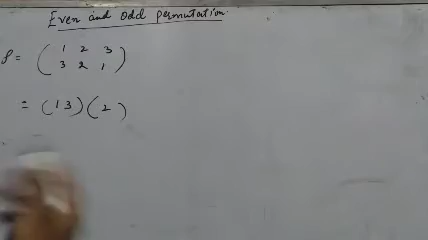 Even and odd permutation.
f = ( 1 2 3
3 2 1 )
= (1 3) (2)